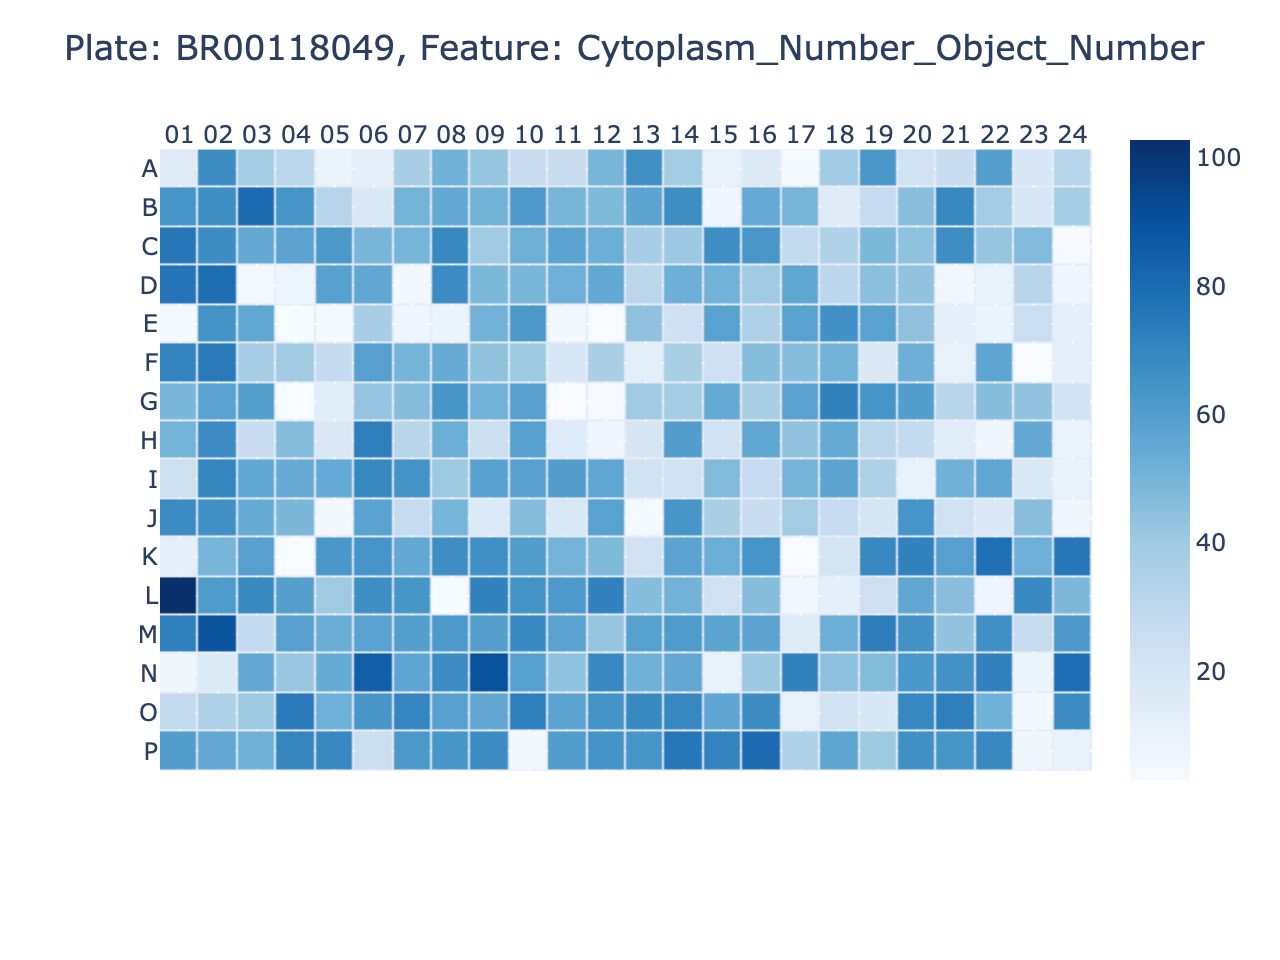 Plate: BR00118049, Feature: Cytoplasm_Number_Object_Number
01 02 03 04 05 06 07 08 09 10 11 12 13 14 15 16 17 18 19 20 21 22 23 24
A
B
C
D
E
F
G
H
I
J
K
L
M
N
O
P
100
80
60
40
20